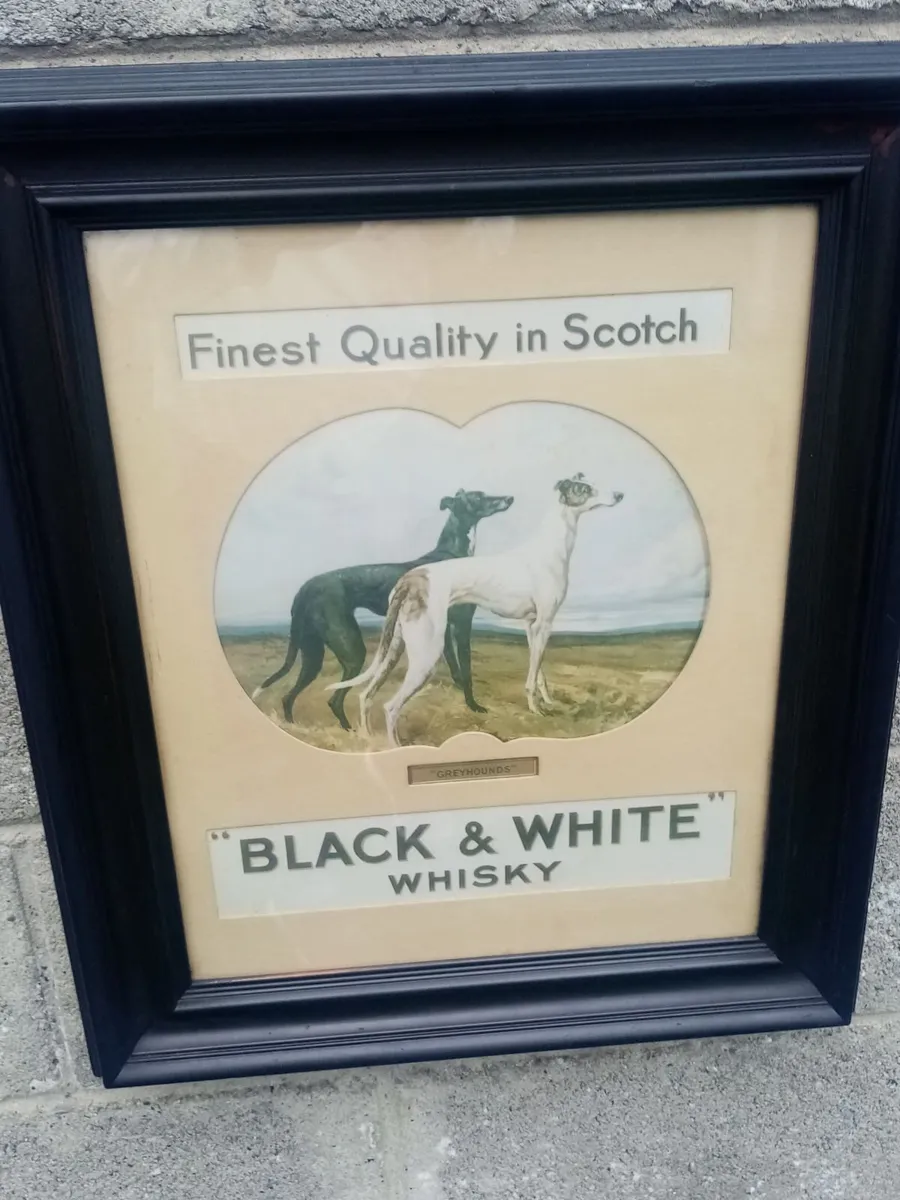 Finest Quality in Scotch
"GREYHOUNDS"
"BLACK & WHITE"
WHISKY